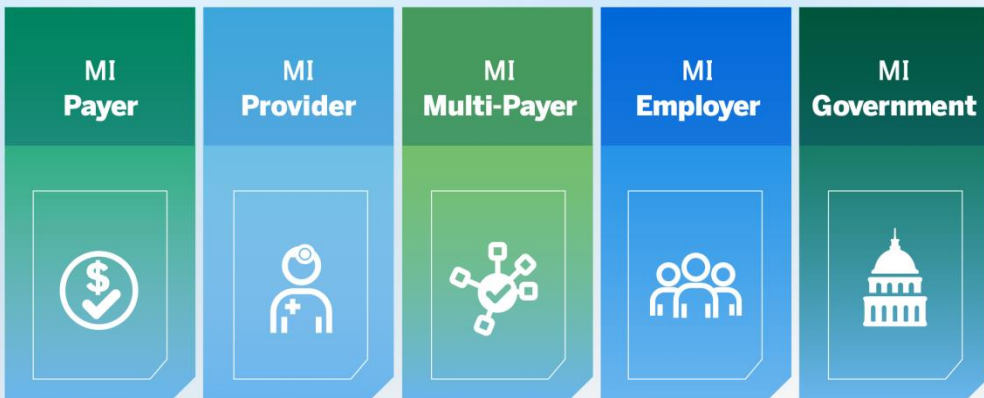 MI
Payer
MI
Provider
MI
Multi-Payer
MI
Employer
MI
Government
$